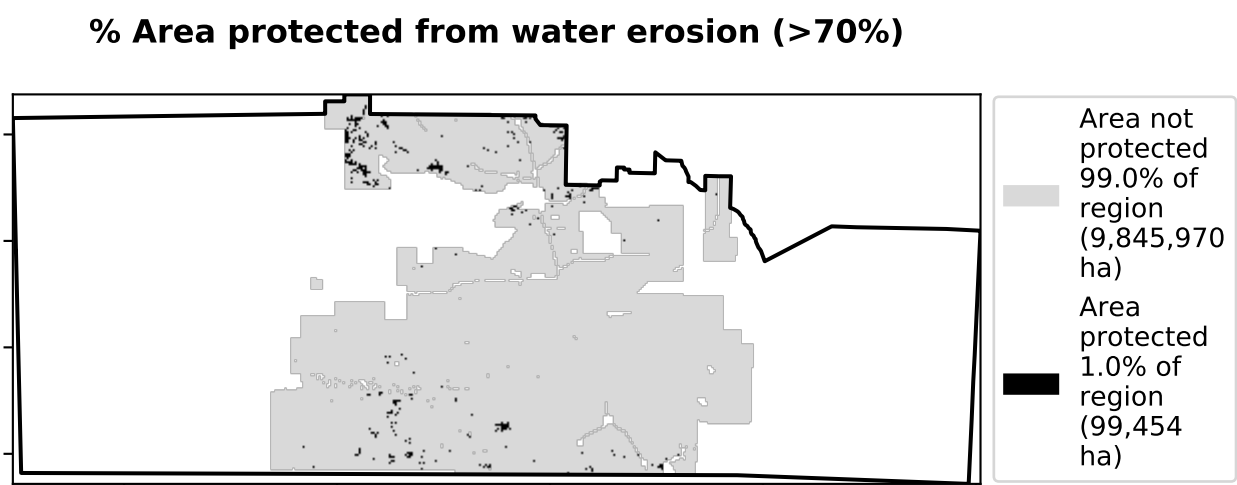 % Area protected from water erosion (>70%)
Area not
protected
99.0% of
region
(9,845,970
ha)
Area
protected
1.0% of
region
(99,454
ha)